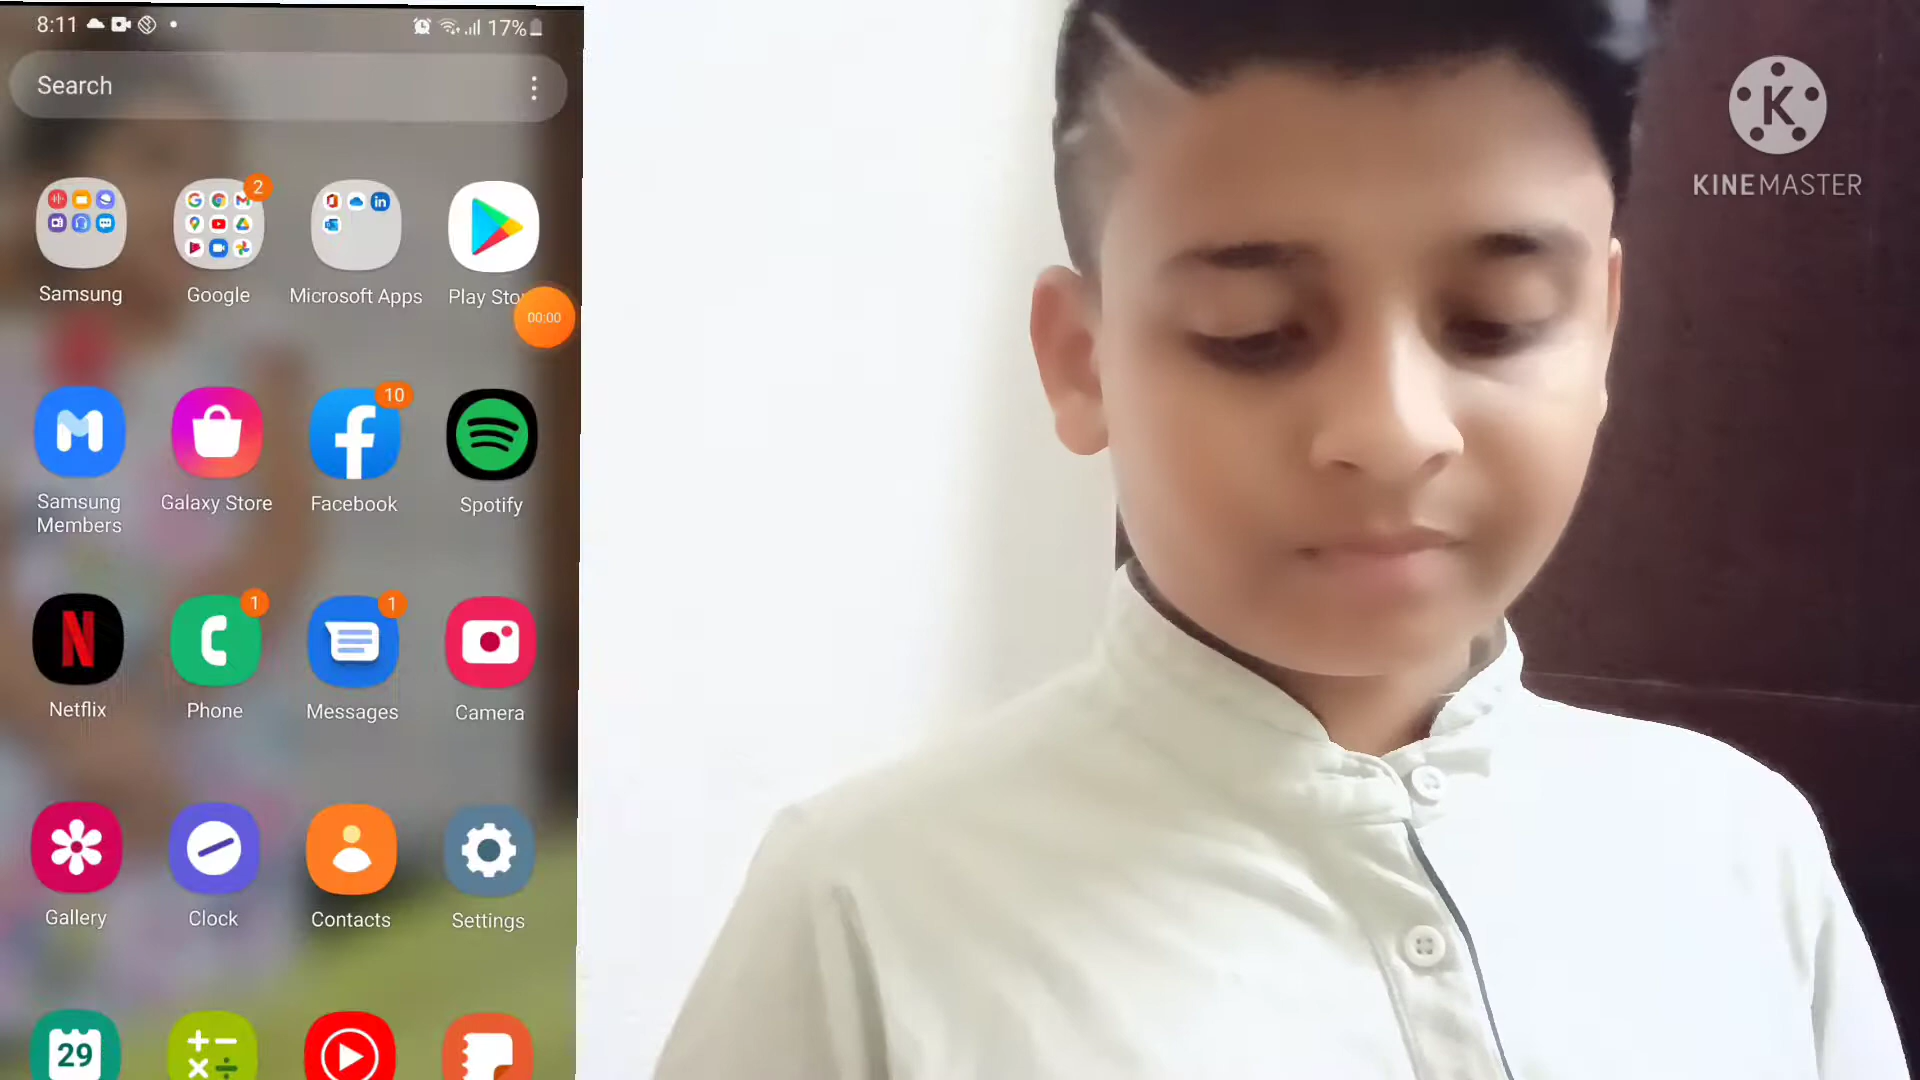 8:11
17%
Search
2
Samsung
Google
Microsoft Apps
Play Sto
00:00
10
Samsung
Members
Galaxy Store
Facebook
Spotify
1
1
Netflix
Phone
Messages
Camera
Gallery
Clock
Contacts
Settings
29
K
KINEMASTER